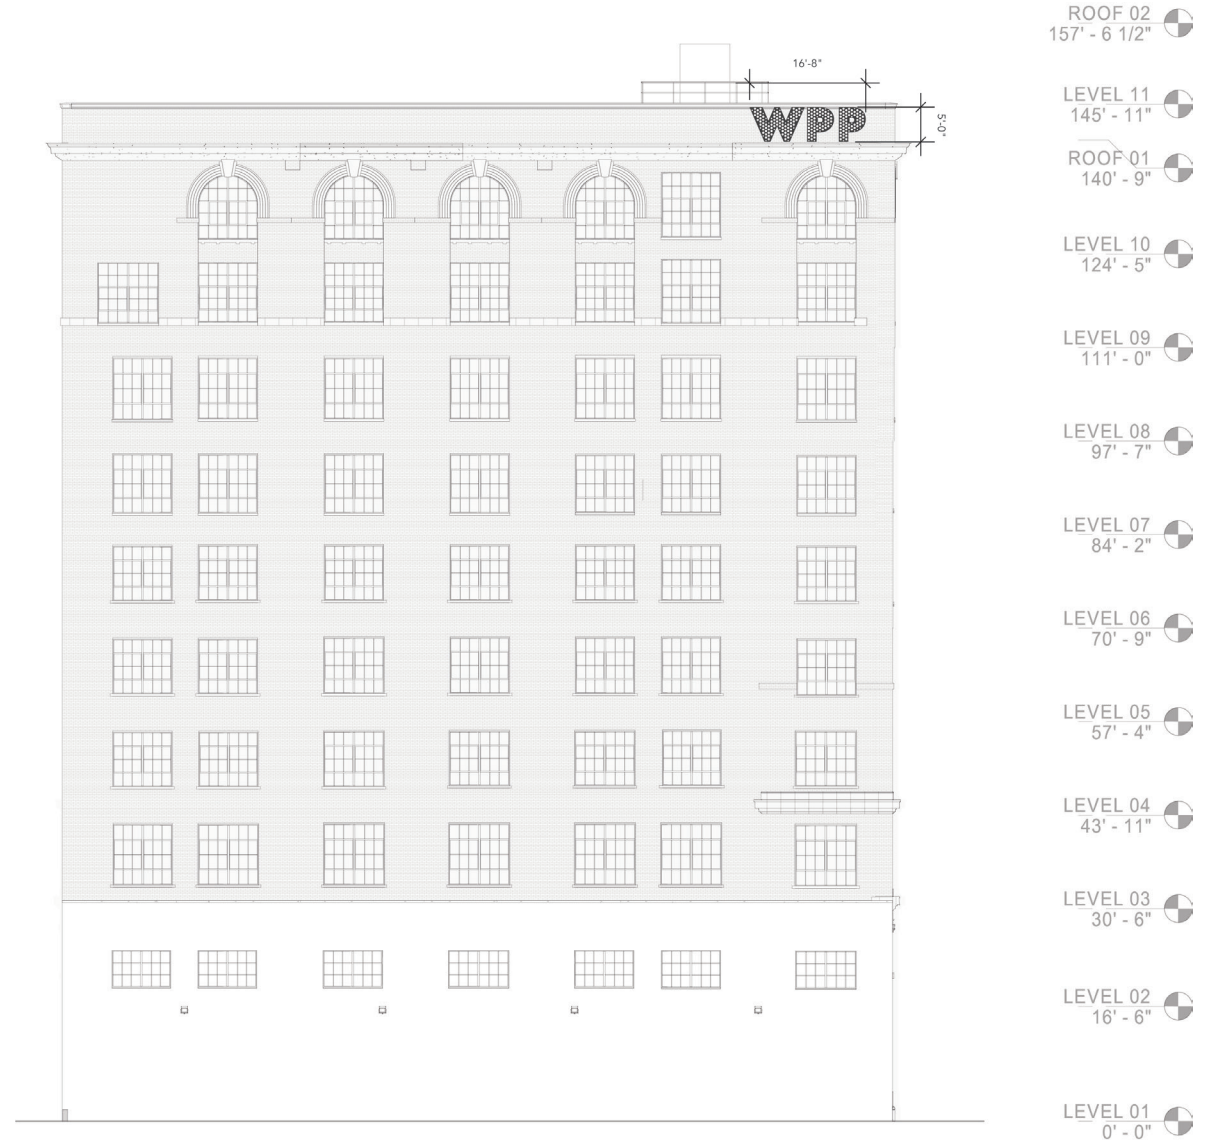 ROOF 02
157' - 6 1/2"
16'-8"
LEVEL 11
145' - 11"
WPP
5'-0"
ROOF 01
140' - 9"
LEVEL 10
124' - 5"
LEVEL 09
111' - 0"
LEVEL 08
97' - 7"
LEVEL 07
84' - 2"
LEVEL 06
70' - 9"
LEVEL 05
57' - 4"
LEVEL 04
43' - 11"
LEVEL 03
30' - 6"
LEVEL 02
16' - 6"
LEVEL 01
0' - 0"